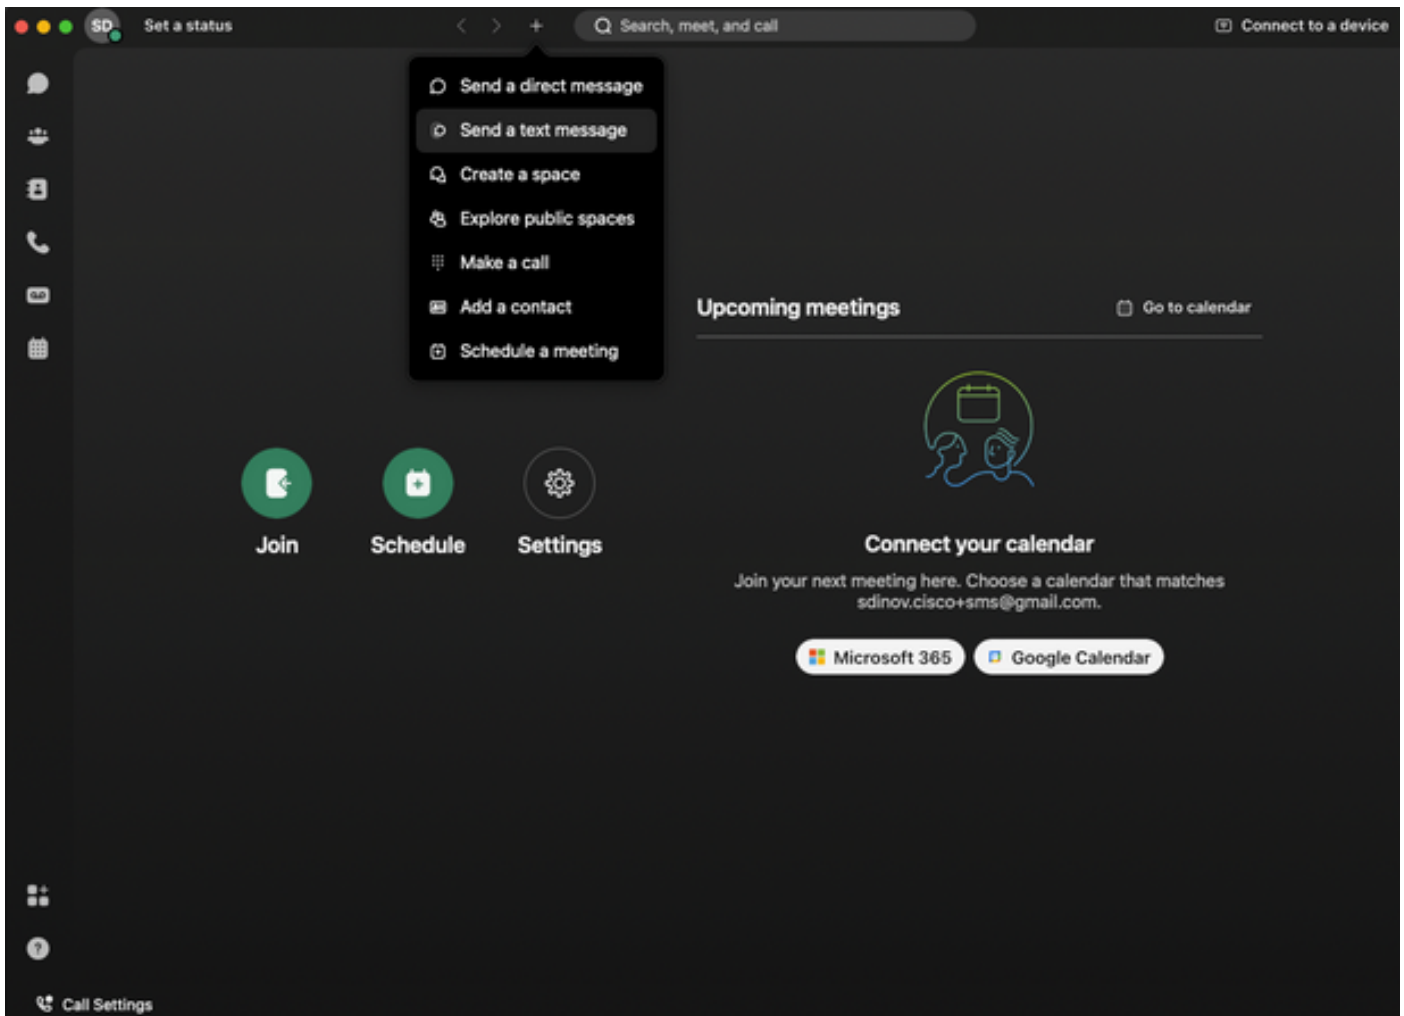 SD
Set a status
Search, meet, and call
Connect to a device
Send a direct message
Send a text message
Create a space
Explore public spaces
Make a call
Add a contact
Schedule a meeting
Upcoming meetings
Go to calendar
Join
Schedule
Settings
Connect your calendar
Join your next meeting here. Choose a calendar that matches
sdinov.cisco+sms@gmail.com.
Microsoft 365
Google Calendar
Call Settings